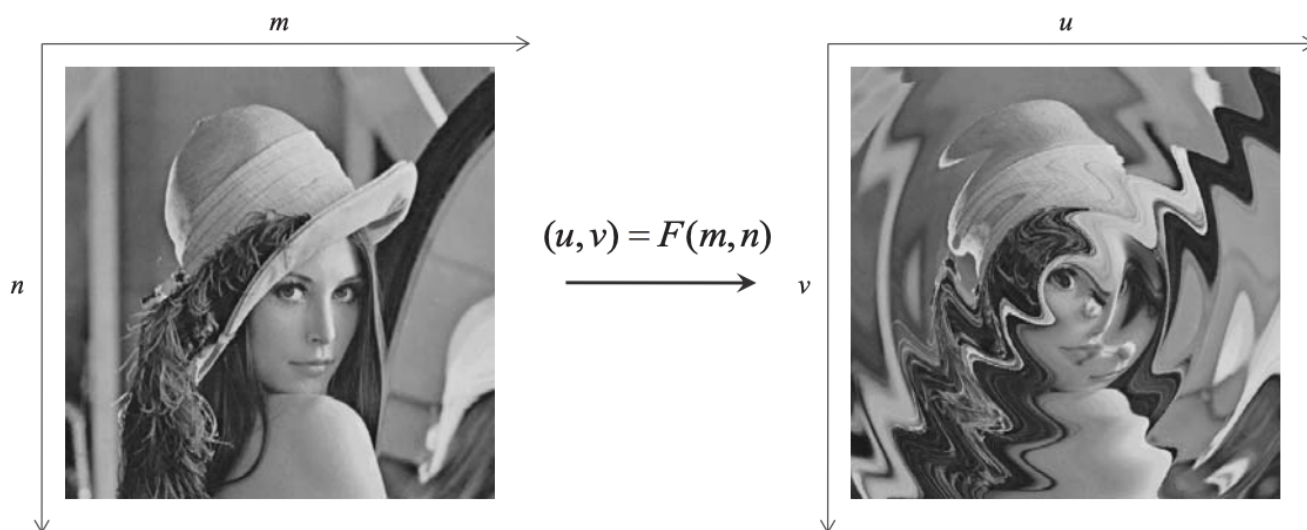 m
u
(u, v) = F(m, n)
n
v